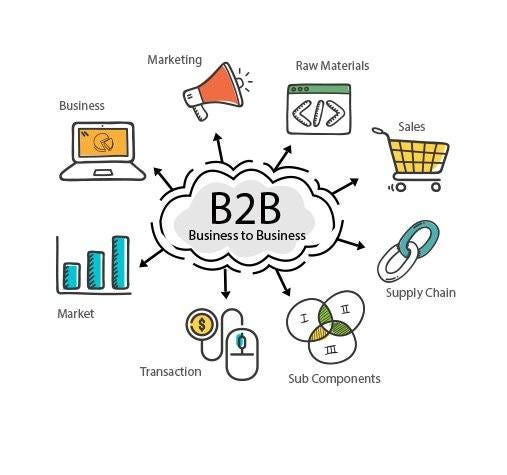 Marketing
Raw Materials
Business
Sales
B2B
Business to Business
Supply Chain
Market
$
I
II
III
Transaction
Sub Components